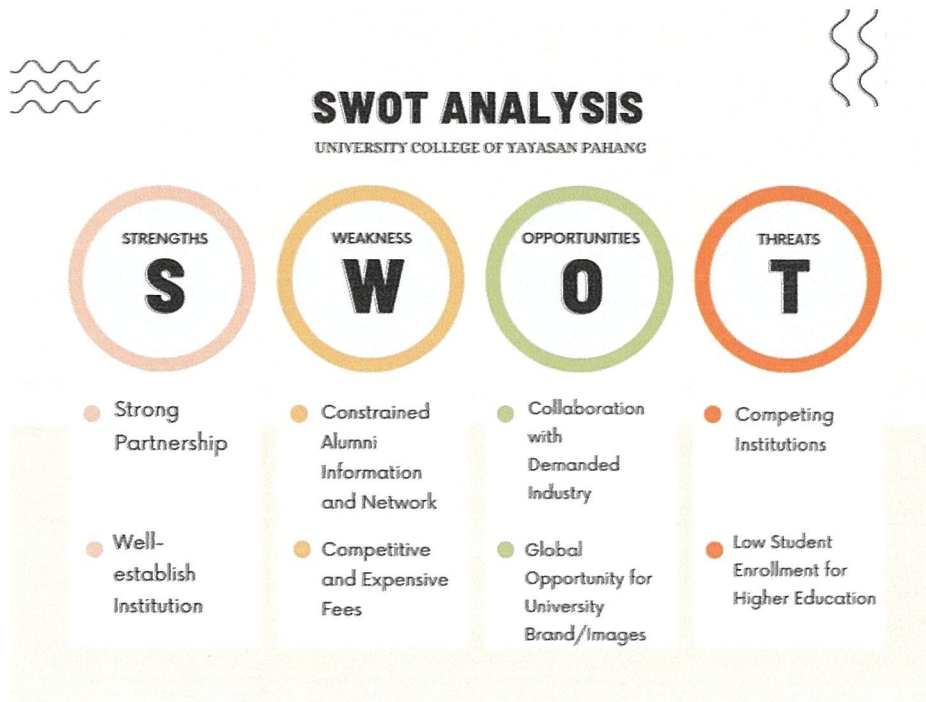 SWOT ANALYSIS
UNIVERSITY COLLEGE OF YAYASAN PAHANG
STRENGTHS
S
Strong
Partnership
Well-
establish
Institution
WEAKNESS
W
Constrained
Alumni
Information
and Network
Competitive
and Expensive
Fees
OPPORTUNITIES
O
Collaboration
with
Demanded
Industry
Global
Opportunity for
University
Brand/Images
THREATS
T
Competing
Institutions
Low Student
Enrollment for
Higher Education